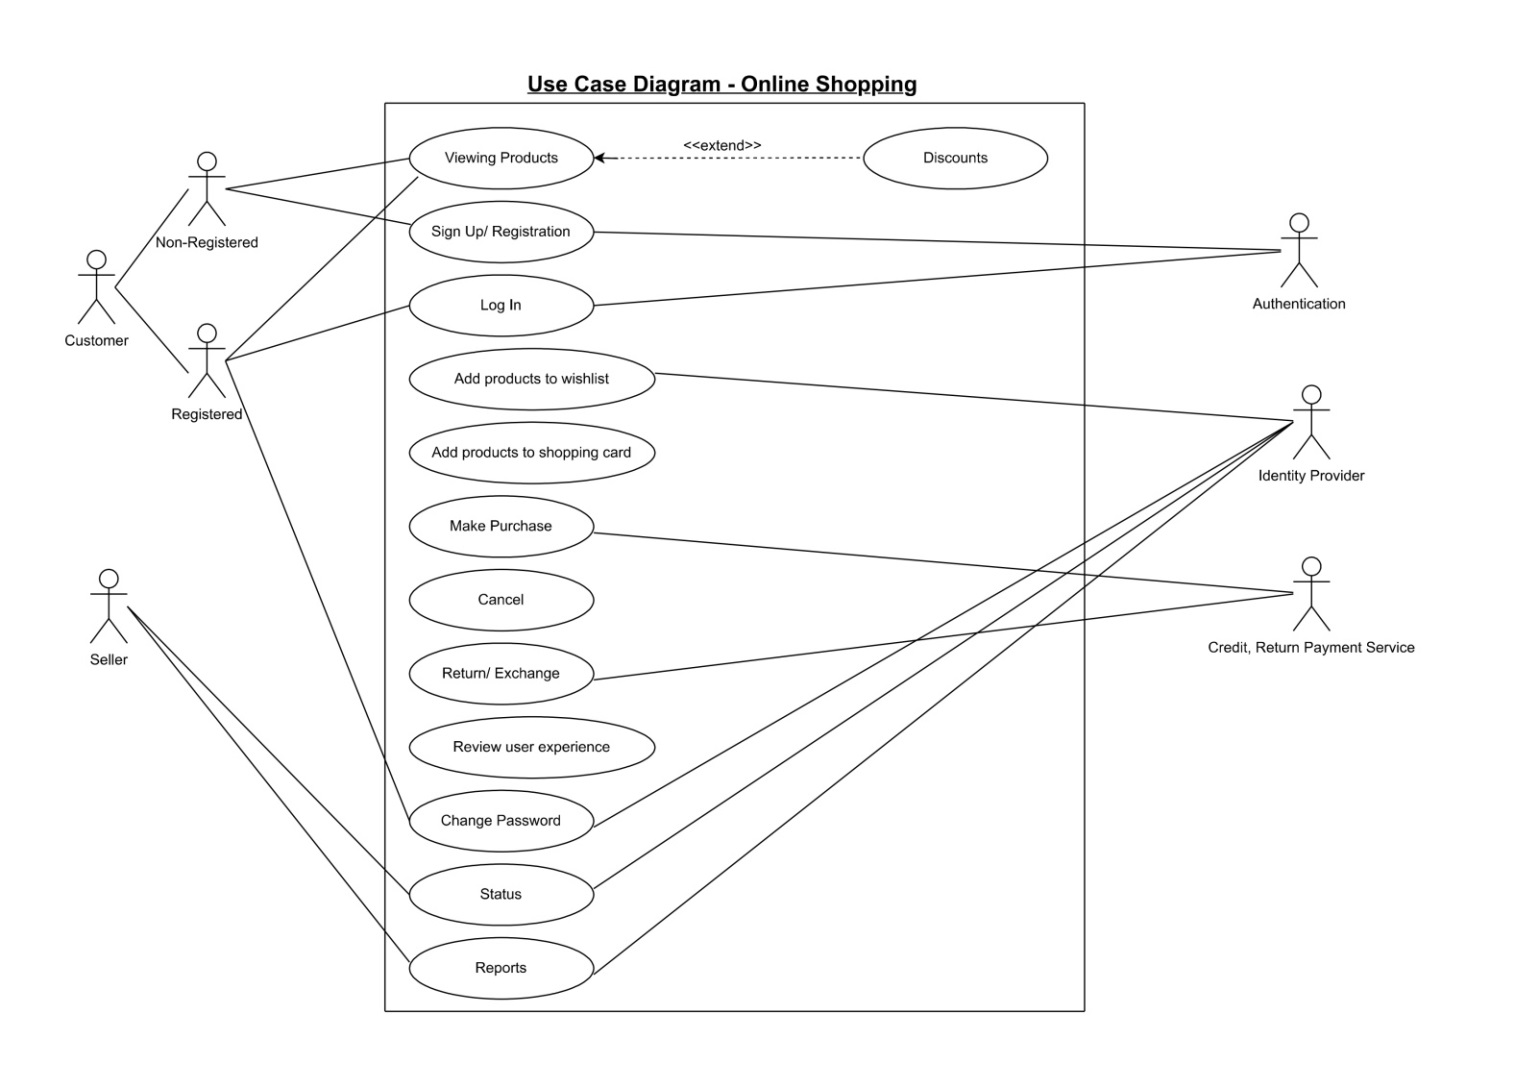 Use Case Diagram - Online Shopping
Viewing Products
<<extend>>
Discounts
Non-Registered
Sign Up/ Registration
Authentication
Customer
Log In
Registered
Add products to wishlist
Identity Provider
Add products to shopping card
Make Purchase
Seller
Cancel
Credit, Return Payment Service
Return/ Exchange
Review user experience
Change Password
Status
Reports